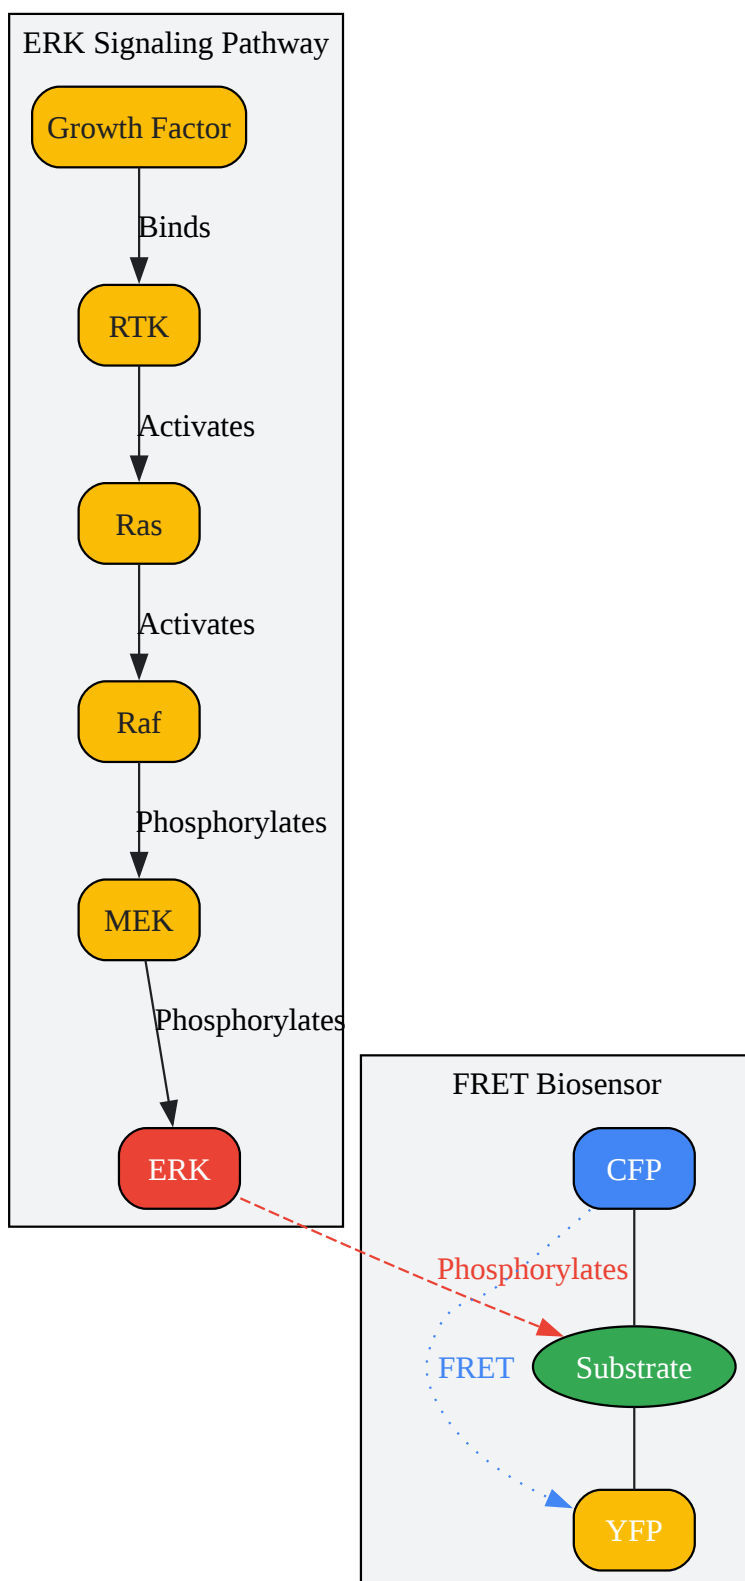 ERK Signaling Pathway
Growth Factor
Binds
RTK
Activates
Ras
Activates
Raf
Phosphorylates
MEK
Phosphorylates
ERK
FRET Biosensor
CFP
Phosphorylates
FRET
Substrate
YFP